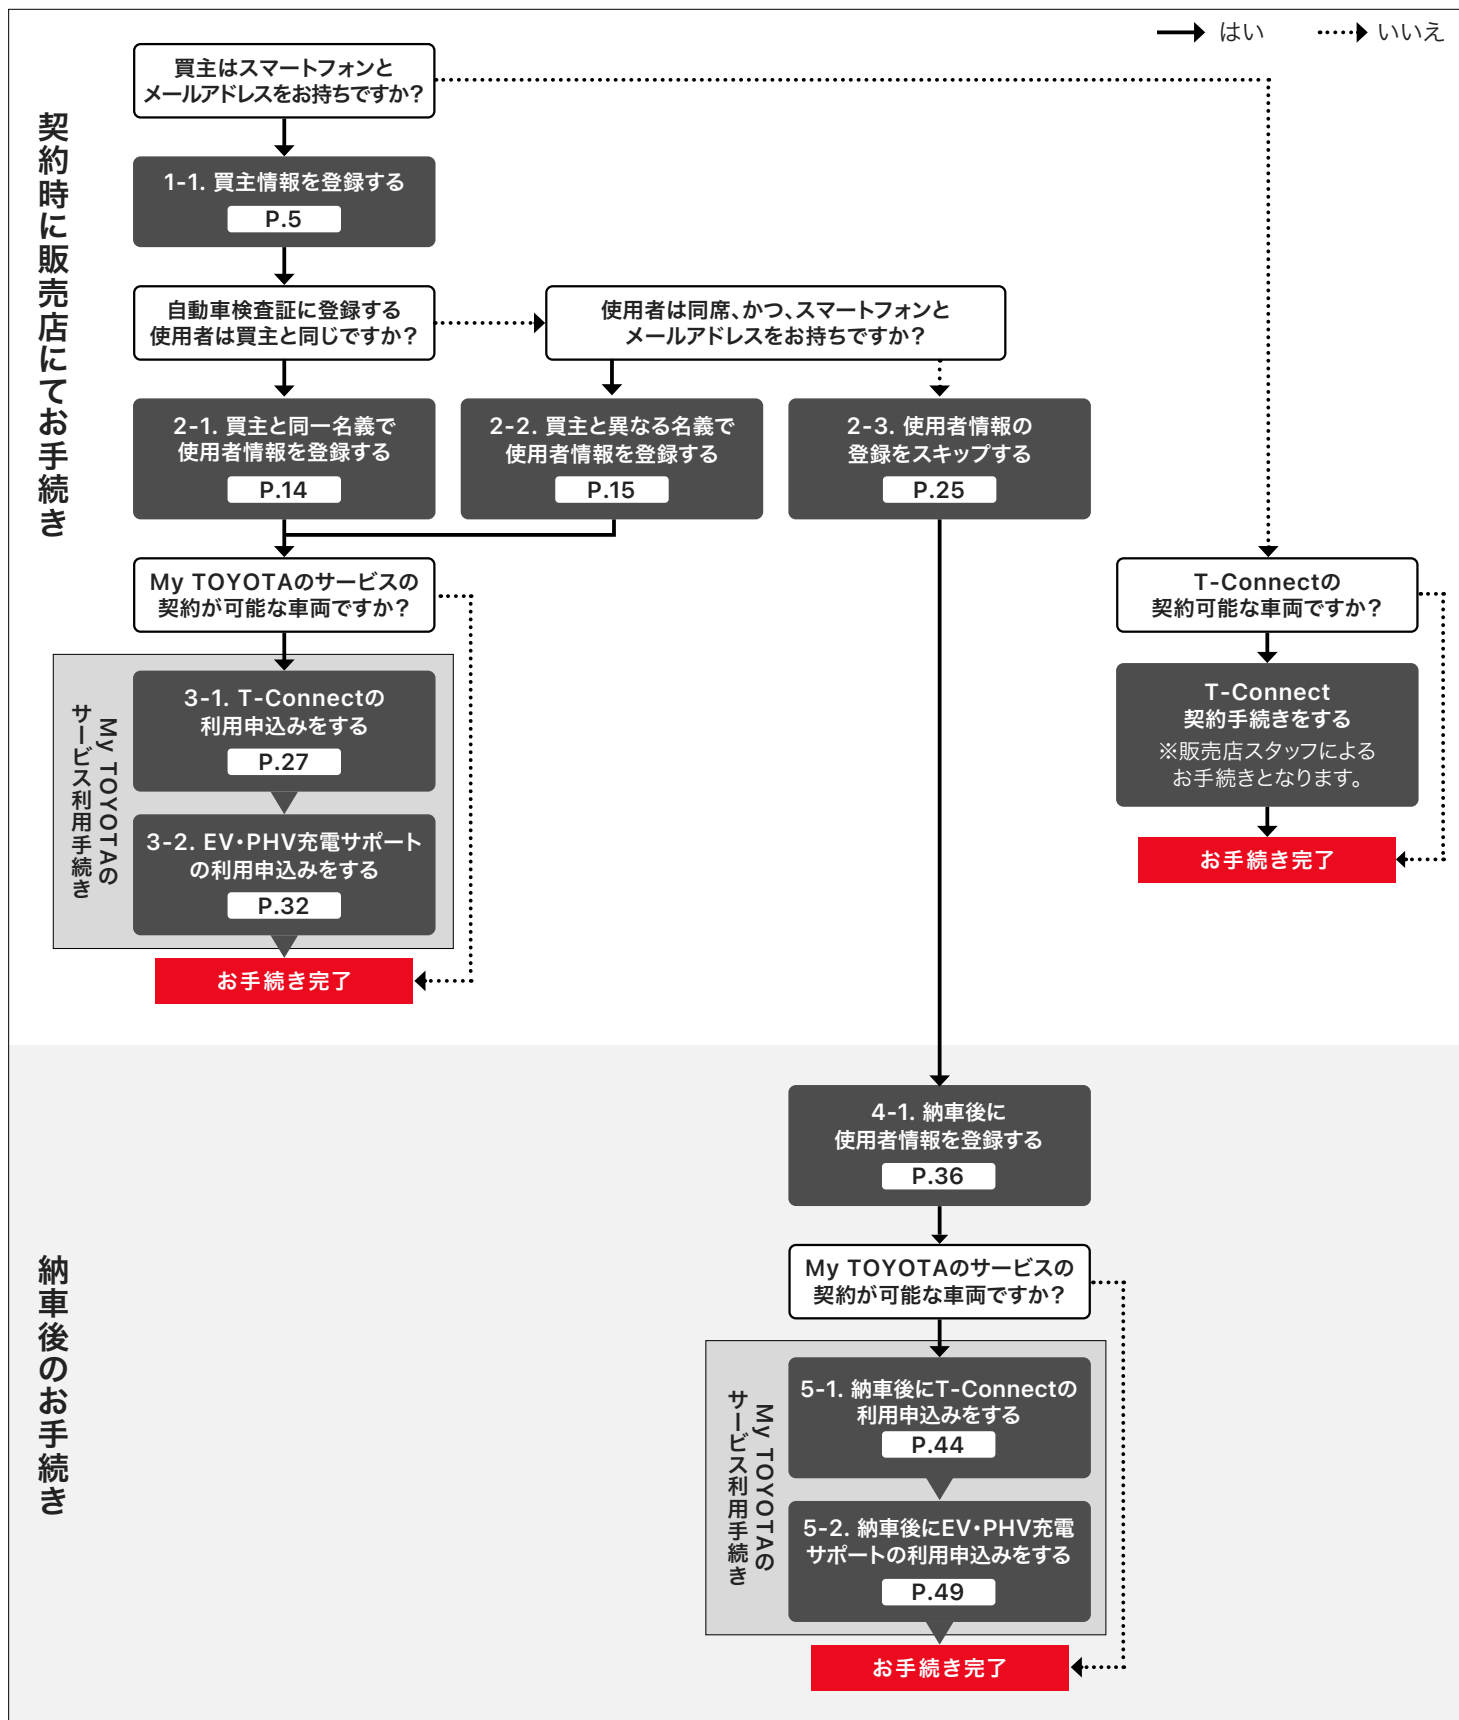 はい
いいえ
契約時に販売店にてお手続き
買主はスマートフォンと
メールアドレスをお持ちですか？
1-1. 買主情報を登録する
P.5
自動車検査証に登録する
使用者は買主と同じですか？
使用者は同席、かつ、スマートフォンと
メールアドレスをお持ちですか？
2-1. 買主と同一名義で
使用者情報を登録する
P.14
2-2. 買主と異なる名義で
使用者情報を登録する
P.15
2-3. 使用者情報の
登録をスキップする
P.25
My TOYOTAのサービスの
契約が可能な車両ですか？
T-Connectの
契約可能な車両ですか？
My TOYOTAの
サービス利用手続き
3-1. T-Connectの
利用申込みをする
P.27
3-2. EV・PHV充電サポート
の利用申込みをする
P.32
お手続き完了
T-Connect
契約手続きをする
※販売店スタッフによる
お手続きとなります。
お手続き完了
納車後のお手続き
4-1. 納車後に
使用者情報を登録する
P.36
My TOYOTAのサービスの
契約が可能な車両ですか？
My TOYOTAの
サービス利用手続き
5-1. 納車後にT-Connectの
利用申込みをする
P.44
5-2. 納車後にEV・PHV充電
サポートの利用申込みをする
P.49
お手続き完了